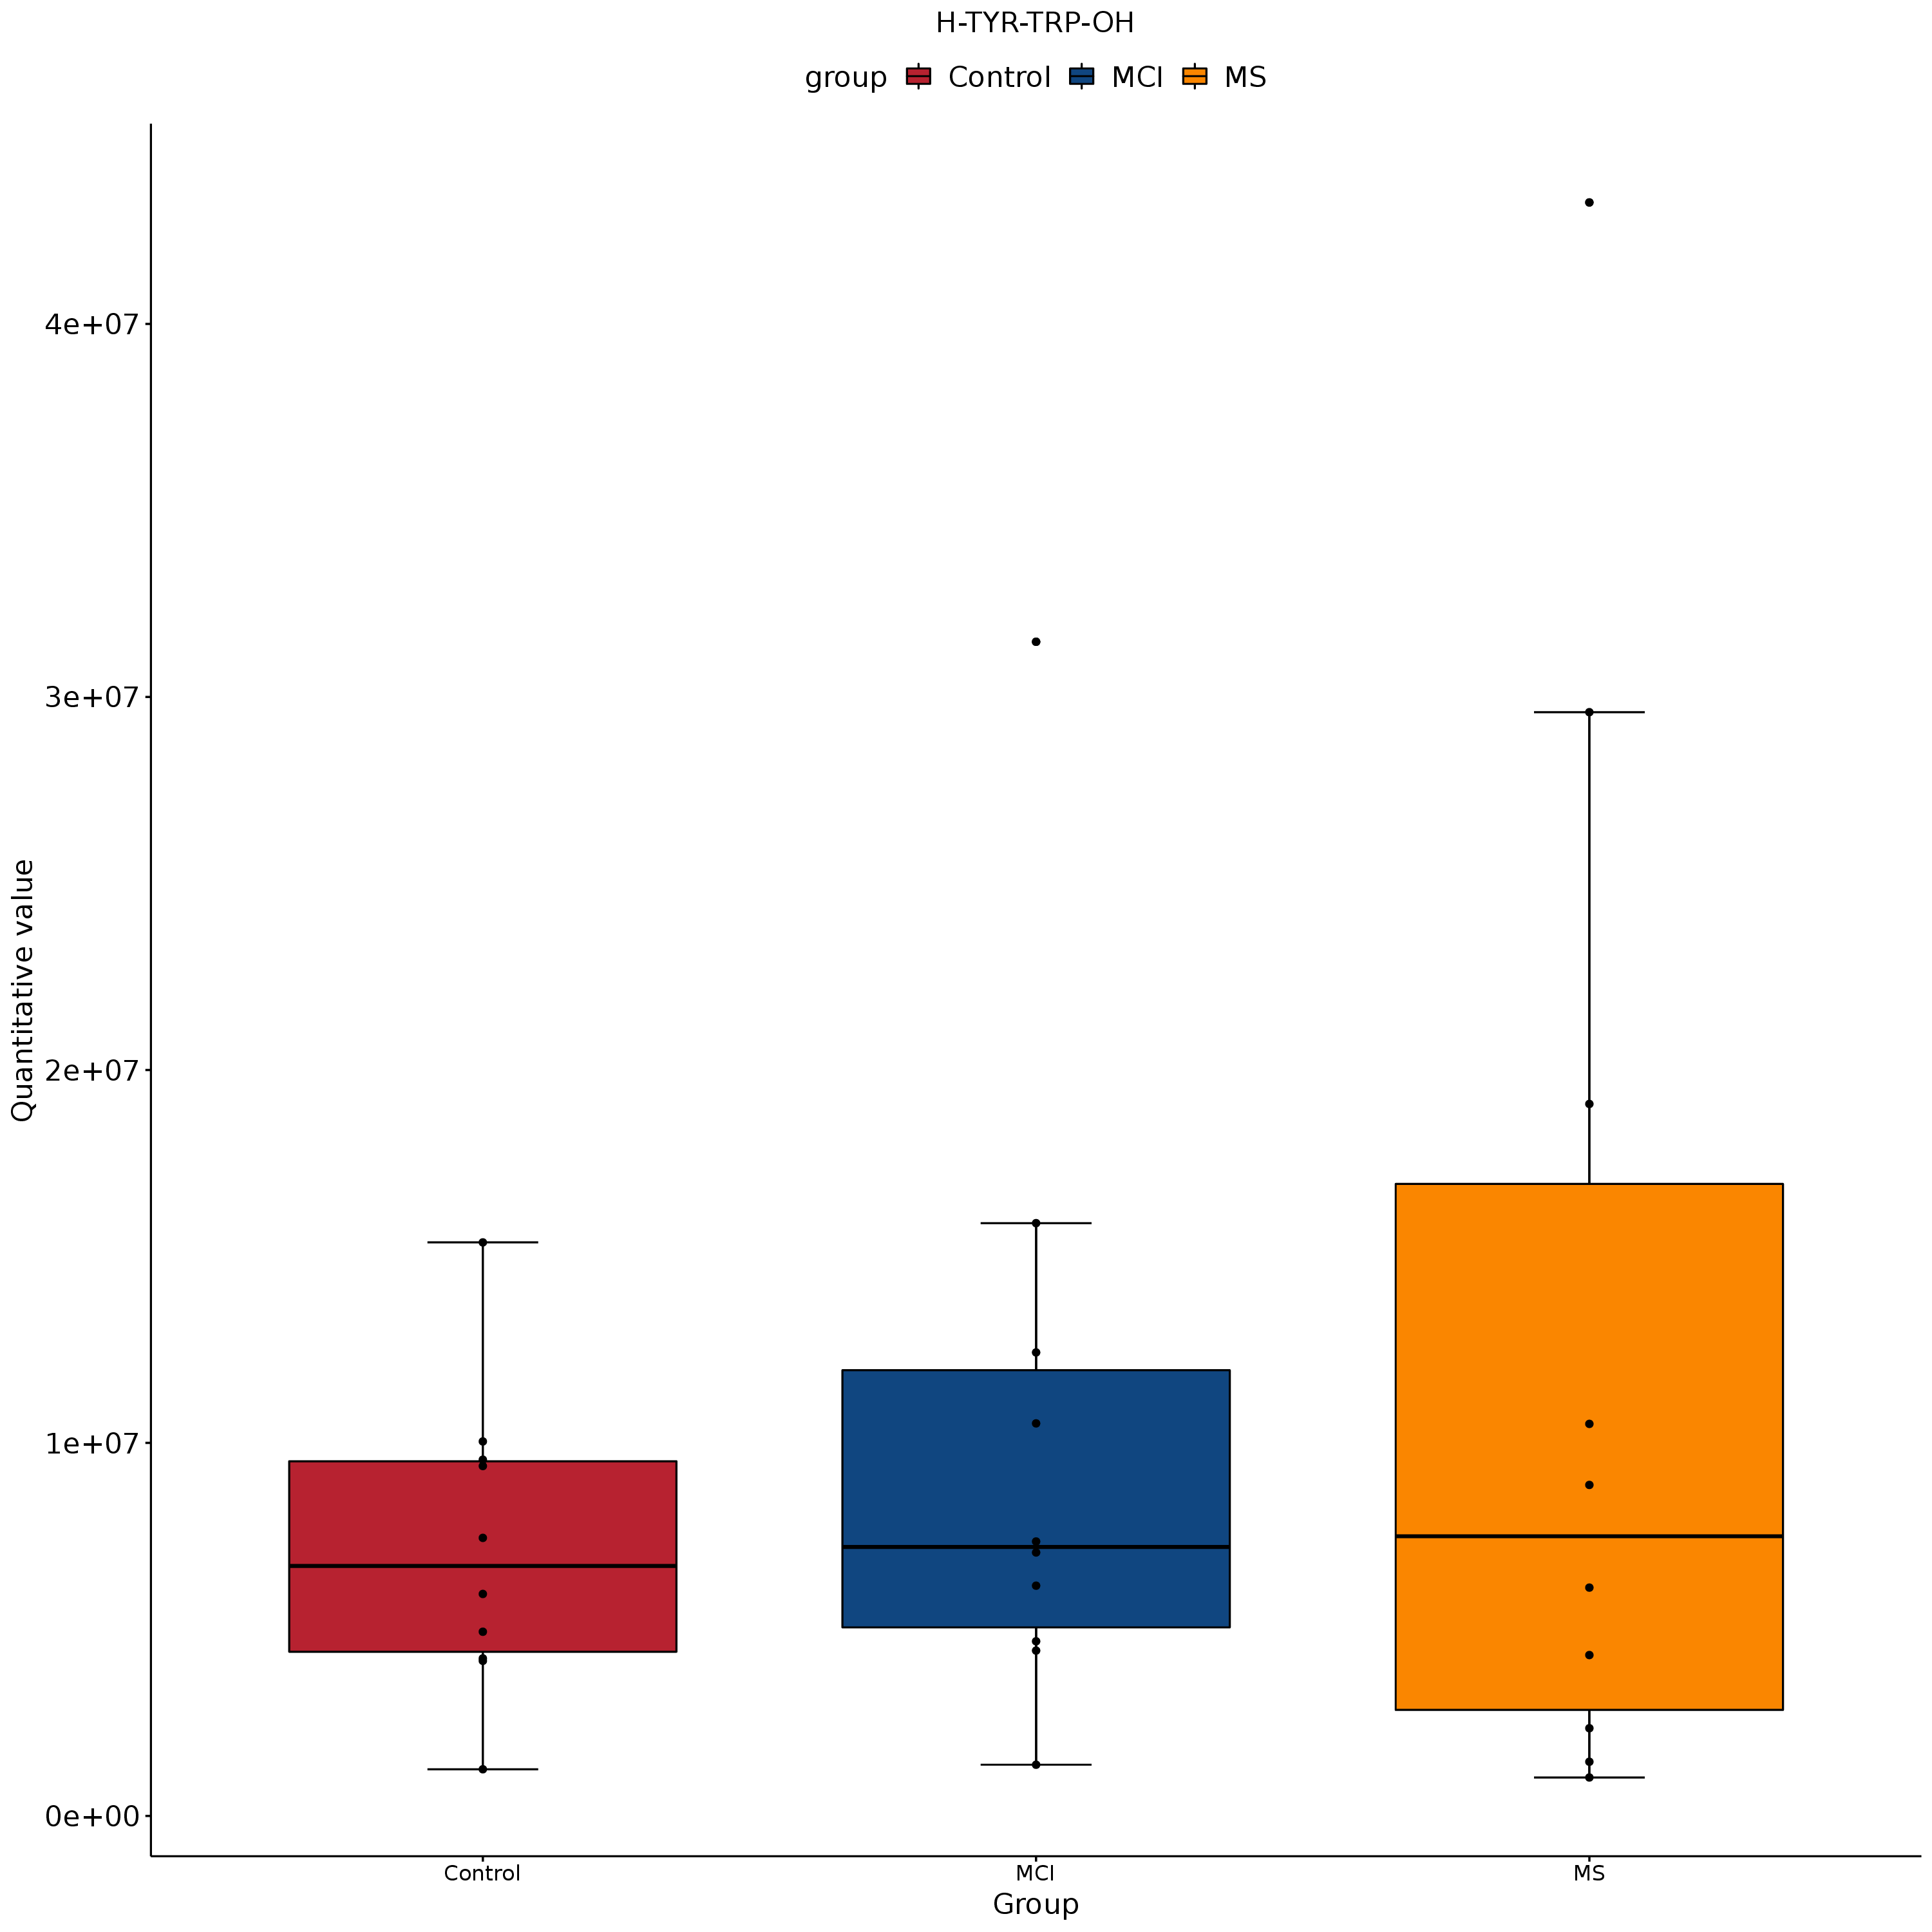 H-TYR-TRP-OH
group Control MCI MS
Quantitative value
4e+07
3e+07
2e+07
1e+07
0e+00
Control MCI MS
Group